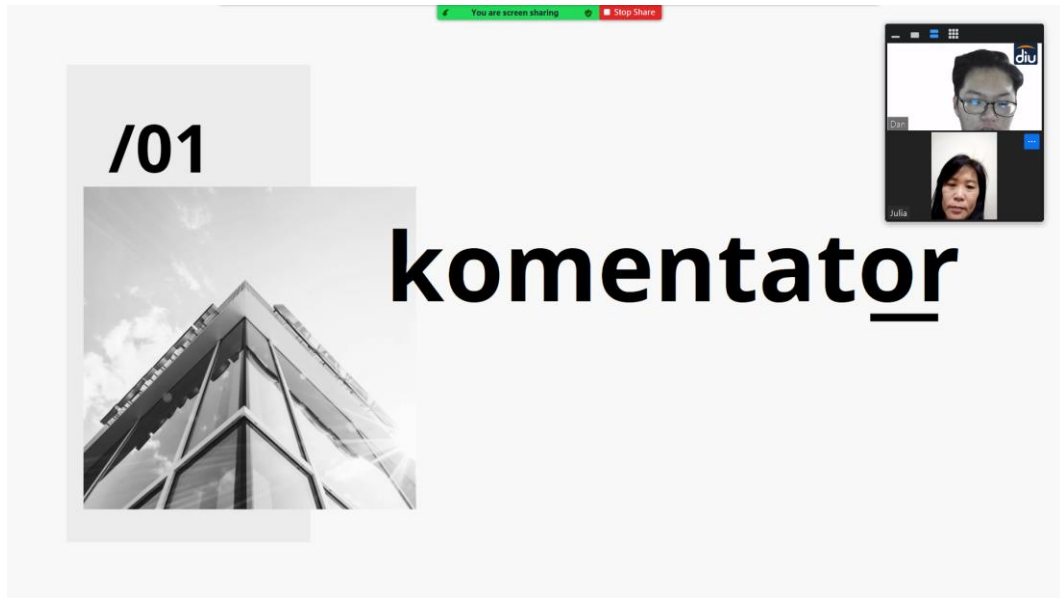 You are screen sharing
Stop Share
diu
/01
Dan
Julia
komentator